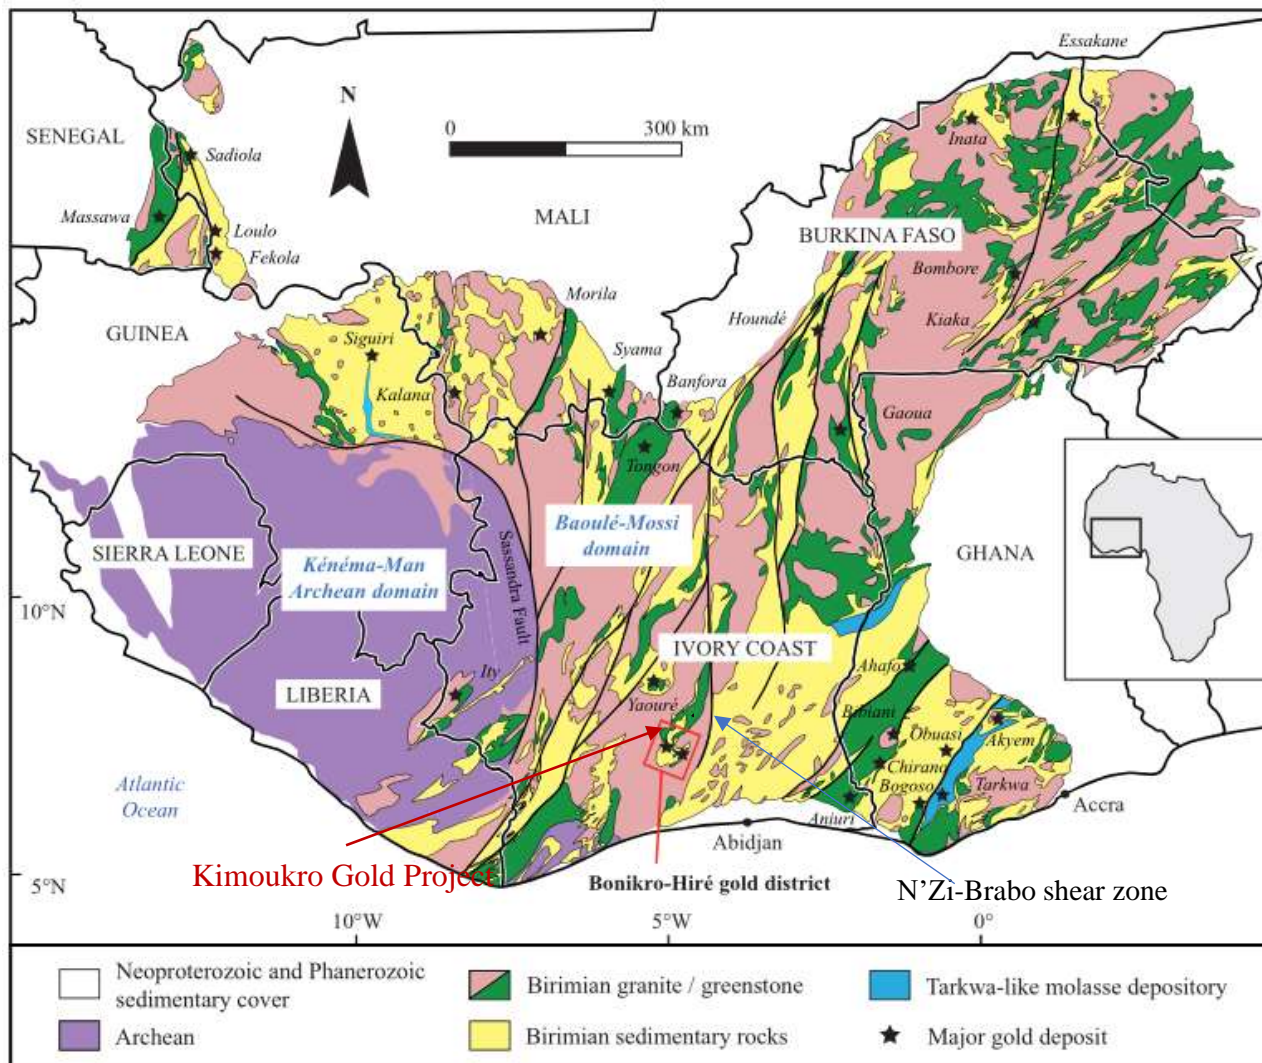 Essakane
N
0
300 km
SENEGAL
Sadiola
Inata
Massawa
MALI
Loulo
Fekola
BURKINA FASO
Bombore
Morila
Houndé
Kiaka
GUINEA
Siguiri
Syama
Kalana
Banfora
Gaoua
Tongon
SIERRA LEONE
Kénéma-Man
Archean domain
Sassandra Fault
Baoulé-Mossi
domain
GHANA
10°N
IVORY COAST
Ahafo
Ity
LIBERIA
Yaouré
Bibiani
Obuasi
Akyem
Chirano
Atlantic
Ocean
Bogoso
Tarkwa
Accra
Aniuri
Abidjan
Kimoukro Gold Project
Bonikro-Hiré gold district
N'Zi-Brabo shear zone
5°N
10°W
5°W
0°
Neoproterozoic and Phanerozoic
sedimentary cover
Birimian granite / greenstone
Tarkwa-like molasse depository
Archean
Birimian sedimentary rocks
Major gold deposit